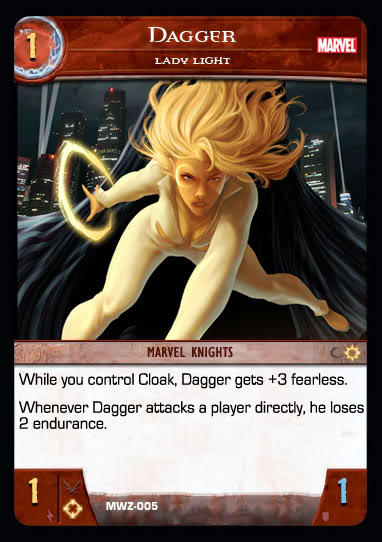 1
DAGGER
LADY LIGHT
MARVEL
MARVEL KNIGHTS
While you control Cloak, Dagger gets +3 fearless.
Whenever Dagger attacks a player directly, he loses
2 endurance.
1
MWZ-005
1